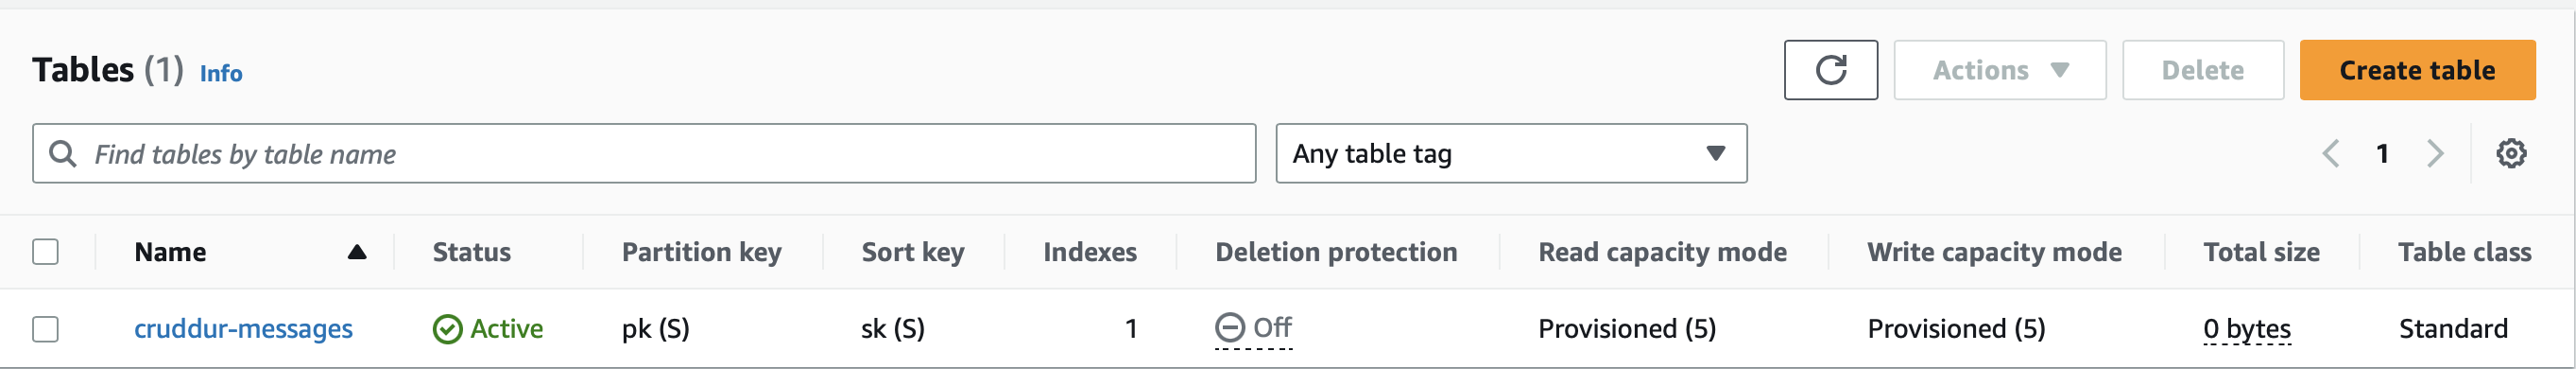 Tables (1) Info
Actions Delete Create table
Find tables by table name Any table tag 1
Name Status Partition key Sort key Indexes Deletion protection Read capacity mode Write capacity mode Total size Table class
cruddur-messages Active pk (S) sk (S) 1 Off Provisioned (5) Provisioned (5) 0 bytes Standard